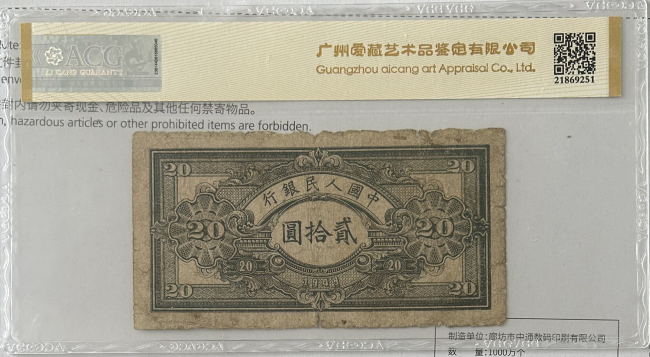 ACG
AICANG GUARANTY
广州爱藏艺术品鉴定有限公司
Guangzhou aicang art Appraisal Co., Ltd.
21869251
封内请勿夹寄现金、危险品及其他任何禁寄物品。
hazardous articles or other prohibited items are forbidden.
20 20
行銀民人國中
20 圓拾貳 20
20 20
1949
20 20
制造单位:廊坊市中通数码印刷有限公司
数 量:1000万个